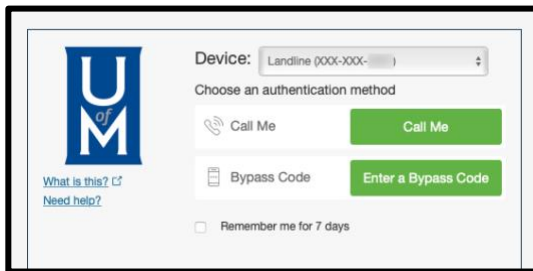 U
of
M
What is this?
Need help?
Device: Landline (XXX-XXX- )
Choose an authentication method
Call Me Call Me
Bypass Code Enter a Bypass Code
Remember me for 7 days